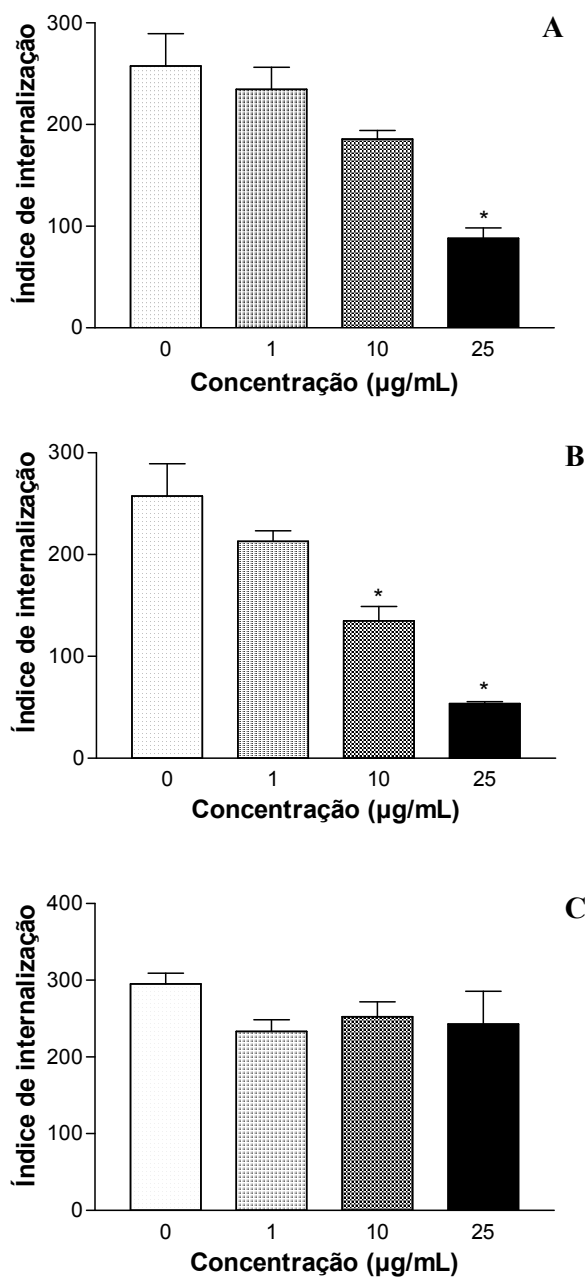 A
Índice de internalização
300
200
100
0
*
0 1 10 25
Concentração (µg/mL)
B
Índice de internalização
300
200
100
0
*
*
0 1 10 25
Concentração (µg/mL)
C
Índice de internalização
400
300
200
100
0
0 1 10 25
Concentração (µg/mL)